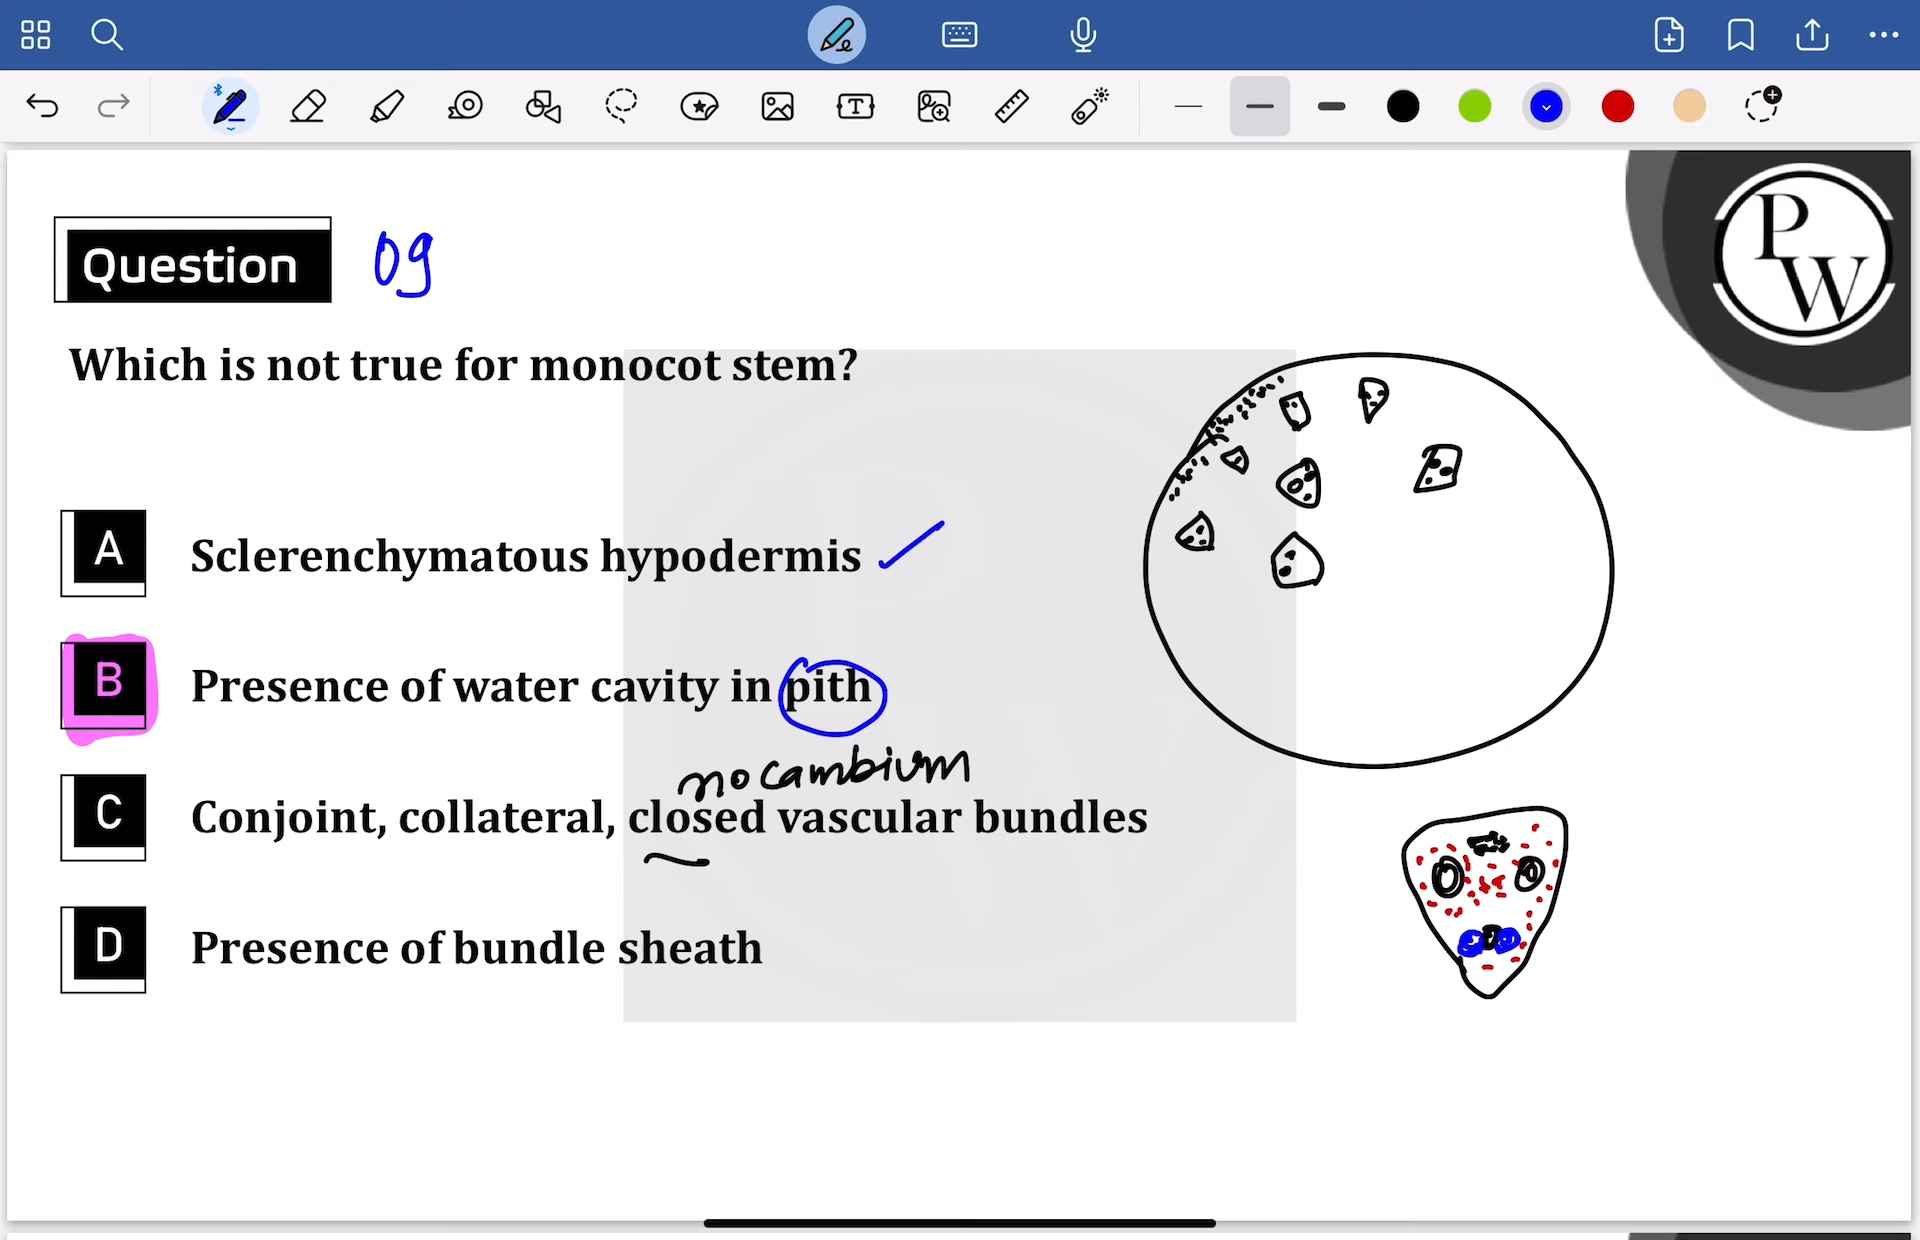 Question 09
PW
Which is not true for monocot stem?
A Sclerenchymatous hypodermis
B Presence of water cavity in pith
no cambium
C Conjoint, collateral, closed vascular bundles
D Presence of bundle sheath